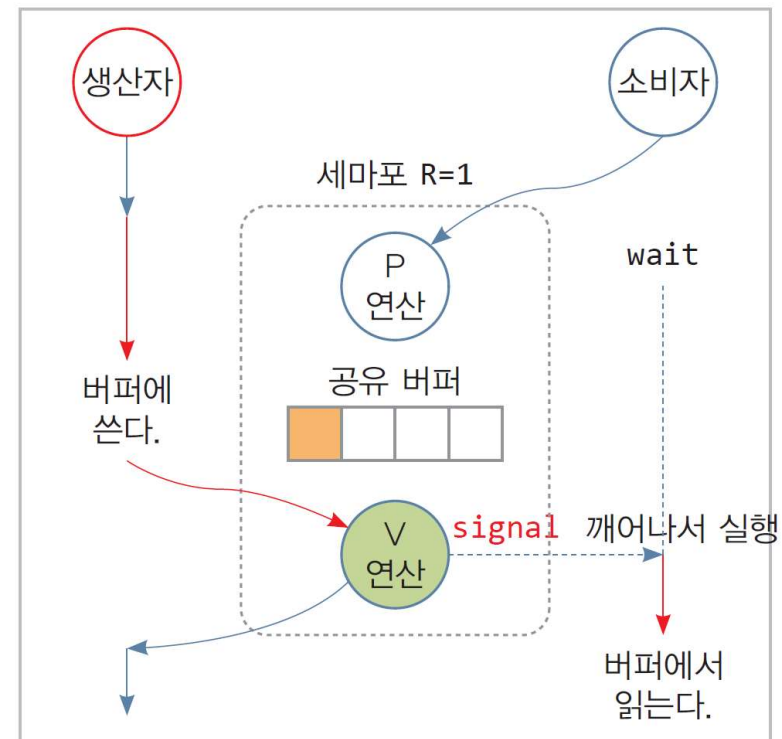 생산자
소비자
세마포 R=1
P
연산
wait
공유 버퍼
버퍼에
쓴다.
V
연산
signal
깨어나서 실행
버퍼에서
읽는다.